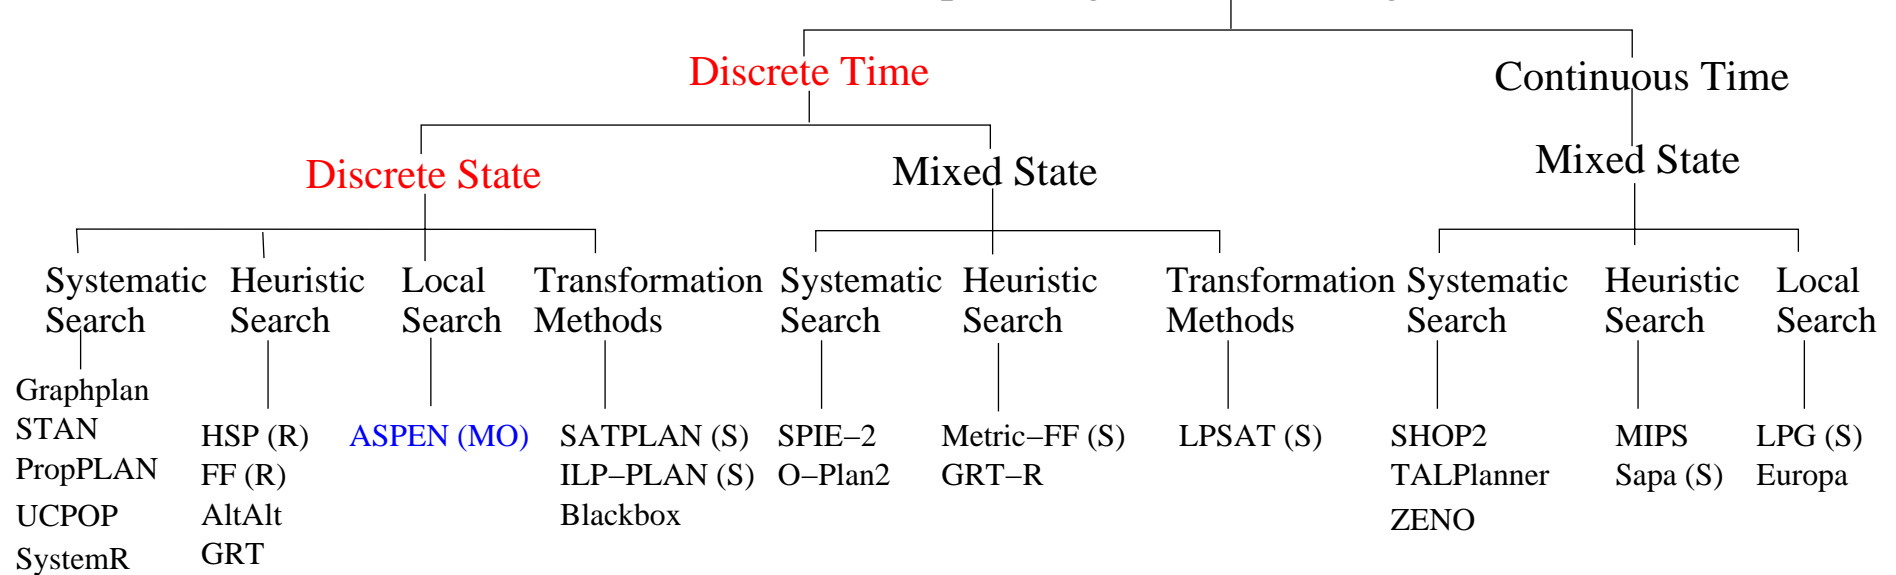 Discrete Time
Continuous Time
Discrete State
Mixed State
Mixed State
Systematic
Search
Heuristic
Search
Local
Search
Transformation
Methods
Systematic
Search
Heuristic
Search
Transformation
Methods
Systematic
Search
Heuristic
Search
Local
Search
Graphplan
STAN
PropPLAN
UCPOP
SystemR
HSP (R)
FF (R)
AltAlt
GRT
ASPEN (MO)
SATPLAN (S)
ILP−PLAN (S)
Blackbox
SPIE−2
O−Plan2
Metric−FF (S)
GRT−R
LPSAT (S)
SHOP2
TALPlanner
ZENO
MIPS
Sapa (S)
LPG (S)
Europa